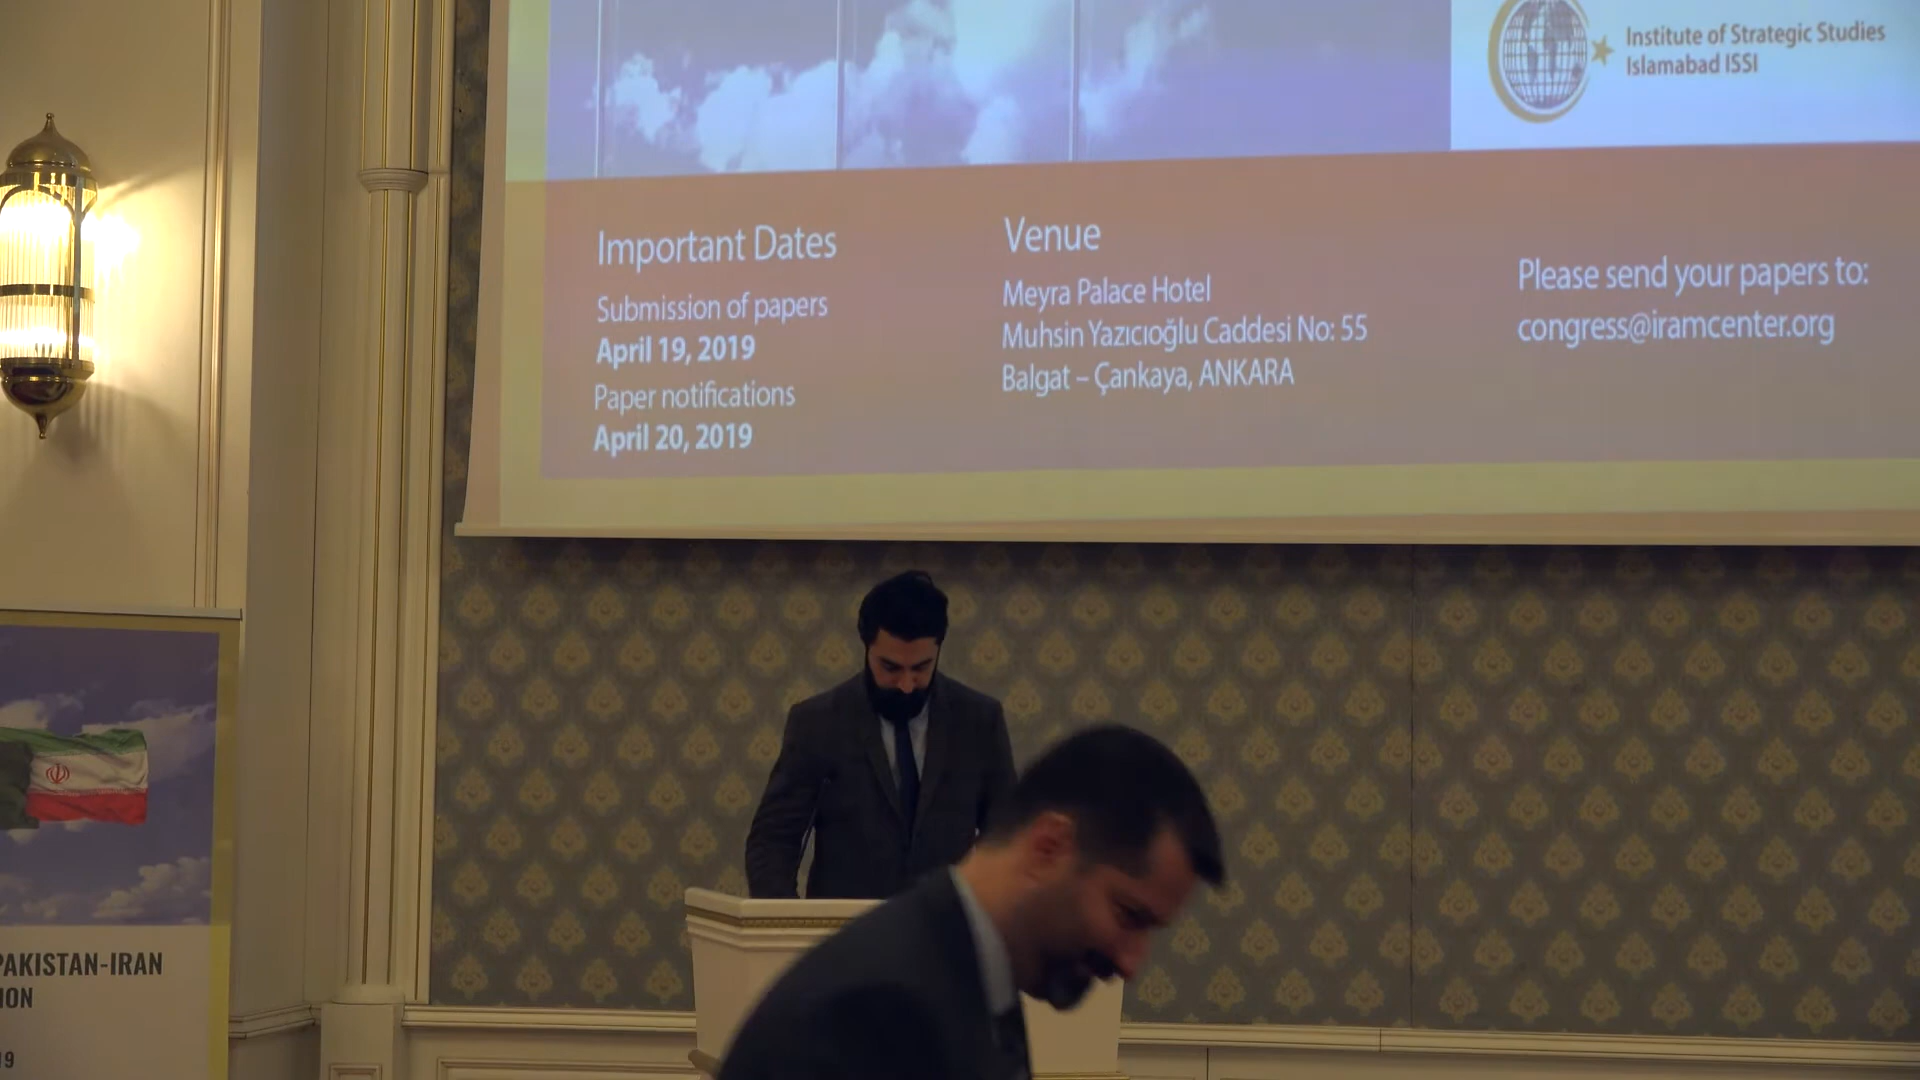 Institute of Strategic Studies
Islamabad ISSI
Important Dates
Submission of papers
April 19, 2019
Paper notifications
April 20, 2019
Venue
Meyra Palace Hotel
Muhsin Yazıcıoğlu Caddesi No: 55
Balgat – Çankaya, ANKARA
Please send your papers to:
congress@iramcenter.org
PAKISTAN-IRAN
ION
19